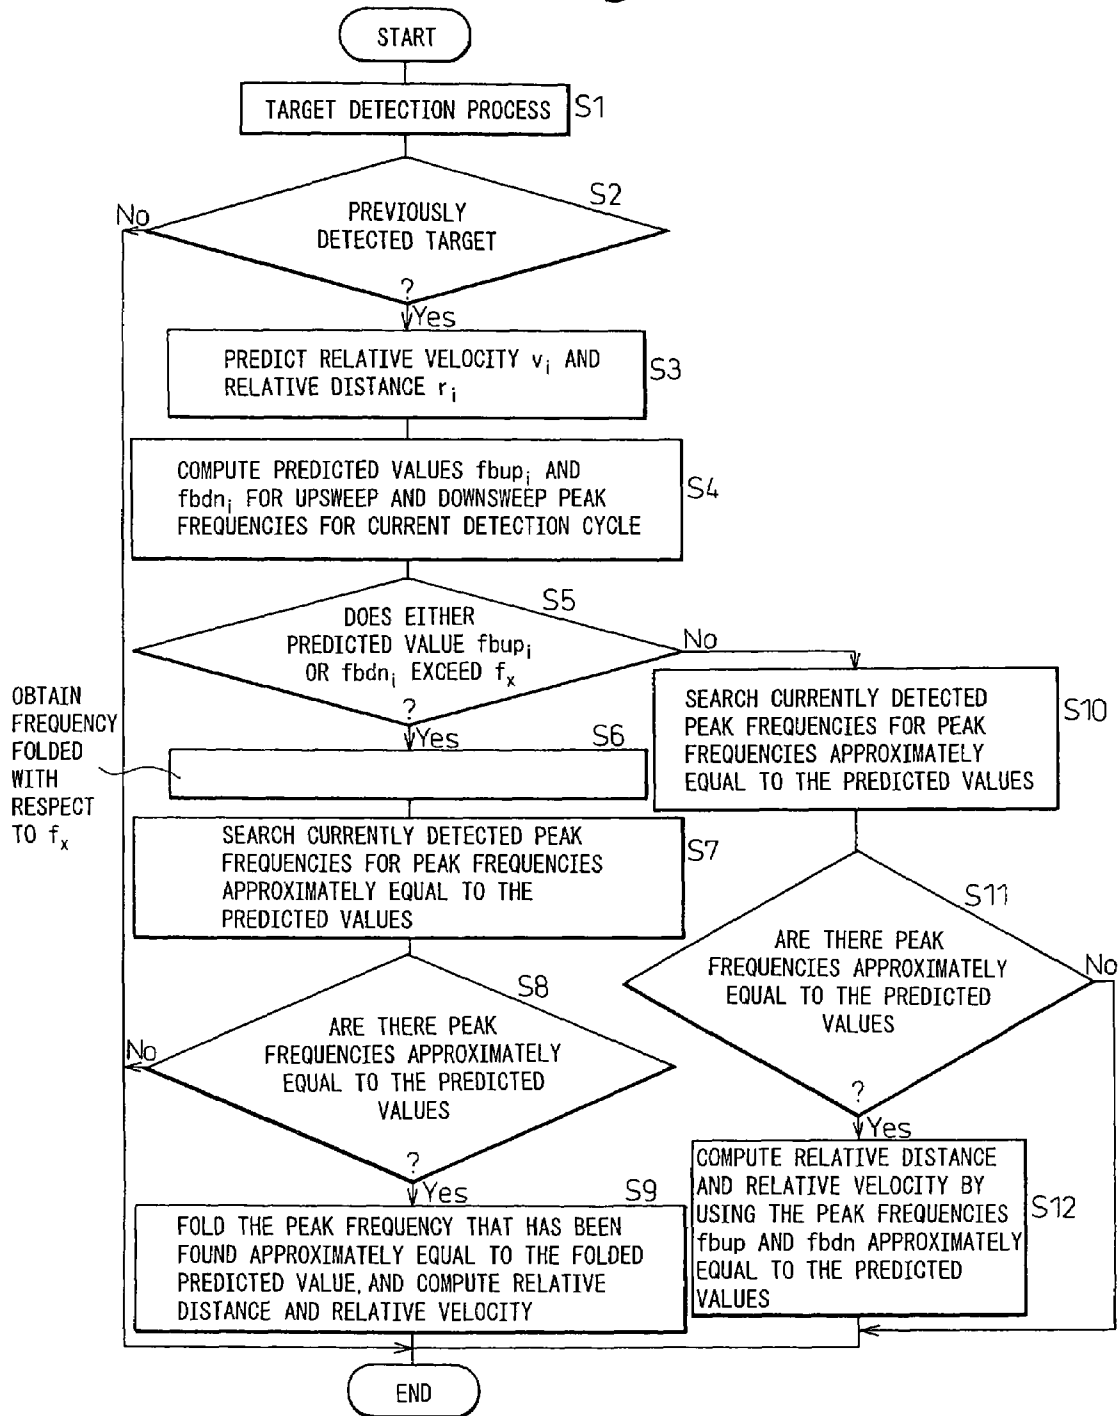 START
TARGET DETECTION PROCESS
S1
S2
PREVIOUSLY
DETECTED TARGET
?
No
Yes
PREDICT RELATIVE VELOCITY vi AND
RELATIVE DISTANCE ri
S3
COMPUTE PREDICTED VALUES fbupi AND
fbdni FOR UPSWEEP AND DOWNSWEEP PEAK
FREQUENCIES FOR CURRENT DETECTION CYCLE
S4
S5
DOES EITHER
PREDICTED VALUE fbupi
OR fbdni EXCEED fx
?
No
Yes
OBTAIN
FREQUENCY
FOLDED
WITH
RESPECT
TO fx
S6
SEARCH CURRENTLY DETECTED PEAK
FREQUENCIES FOR PEAK FREQUENCIES
APPROXIMATELY EQUAL TO THE
PREDICTED VALUES
S7
S8
ARE THERE PEAK
FREQUENCIES APPROXIMATELY
EQUAL TO THE PREDICTED
VALUES
?
No
Yes
S9
FOLD THE PEAK FREQUENCY THAT HAS BEEN
FOUND APPROXIMATELY EQUAL TO THE FOLDED
PREDICTED VALUE, AND COMPUTE RELATIVE
DISTANCE AND RELATIVE VELOCITY
SEARCH CURRENTLY DETECTED
PEAK FREQUENCIES FOR PEAK
FREQUENCIES APPROXIMATELY
EQUAL TO THE PREDICTED VALUES
S10
S11
ARE THERE PEAK
FREQUENCIES APPROXIMATELY
EQUAL TO THE PREDICTED
VALUES
?
No
Yes
COMPUTE RELATIVE DISTANCE
AND RELATIVE VELOCITY BY
USING THE PEAK FREQUENCIES
fbup AND fbdn APPROXIMATELY
EQUAL TO THE PREDICTED
VALUES
S12
END